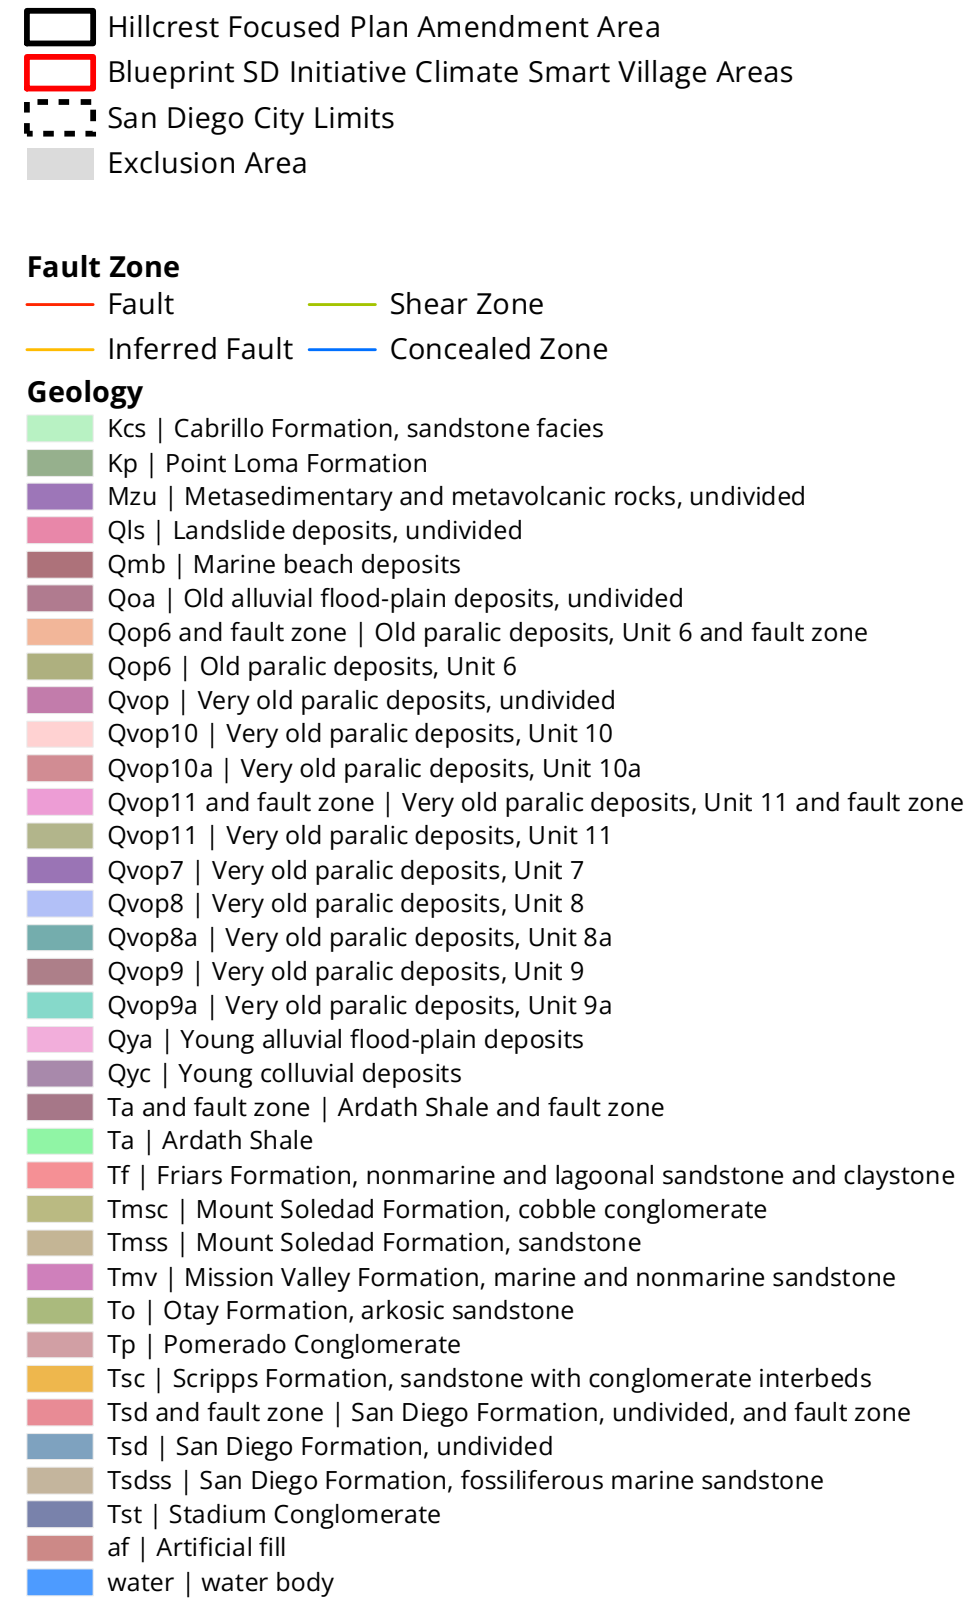 Hillcrest Focused Plan Amendment Area
Blueprint SD Initiative Climate Smart Village Areas
San Diego City Limits
Exclusion Area
Fault Zone
Fault Shear Zone
Inferred Fault Concealed Zone
Geology
Kcs | Cabrillo Formation, sandstone facies
Kp | Point Loma Formation
Mzu | Metasedimentary and metavolcanic rocks, undivided
Qls | Landslide deposits, undivided
Qmb | Marine beach deposits
Qoa | Old alluvial flood-plain deposits, undivided
Qop6 and fault zone | Old paralic deposits, Unit 6 and fault zone
Qop6 | Old paralic deposits, Unit 6
Qvop | Very old paralic deposits, undivided
Qvop10 | Very old paralic deposits, Unit 10
Qvop10a | Very old paralic deposits, Unit 10a
Qvop11 and fault zone | Very old paralic deposits, Unit 11 and fault zone
Qvop11 | Very old paralic deposits, Unit 11
Qvop7 | Very old paralic deposits, Unit 7
Qvop8 | Very old paralic deposits, Unit 8
Qvop8a | Very old paralic deposits, Unit 8a
Qvop9 | Very old paralic deposits, Unit 9
Qvop9a | Very old paralic deposits, Unit 9a
Qya | Young alluvial flood-plain deposits
Qyc | Young colluvial deposits
Ta and fault zone | Ardath Shale and fault zone
Ta | Ardath Shale
Tf | Friars Formation, nonmarine and lagoonal sandstone and claystone
Tmsc | Mount Soledad Formation, cobble conglomerate
Tmss | Mount Soledad Formation, sandstone
Tmv | Mission Valley Formation, marine and nonmarine sandstone
To | Otay Formation, arkosic sandstone
Tp | Pomerado Conglomerate
Tsc | Scripps Formation, sandstone with conglomerate interbeds
Tsd and fault zone | San Diego Formation, undivided, and fault zone
Tsd | San Diego Formation, undivided
Tsdss | San Diego Formation, fossiliferous marine sandstone
Tst | Stadium Conglomerate
af | Artificial fill
water | water body